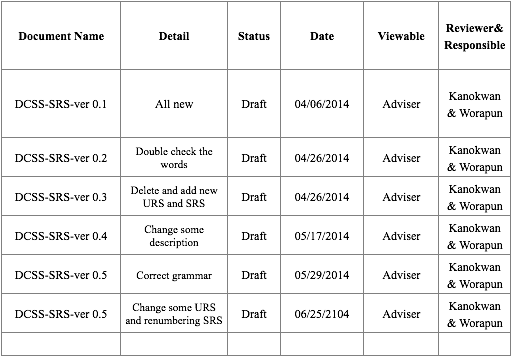 Document Name Detail Status Date Viewable Reviewer&
Responsible
DCSS-SRS-ver 0.1 All new Draft 04/06/2014 Adviser Kanokwan
& Worapun
DCSS-SRS-ver 0.2 Double check the
words Draft 04/26/2014 Adviser Kanokwan
& Worapun
DCSS-SRS-ver 0.3 Delete and add new
URS and SRS Draft 04/26/2014 Adviser Kanokwan
& Worapun
DCSS-SRS-ver 0.4 Change some
description Draft 05/17/2014 Adviser Kanokwan
& Worapun
DCSS-SRS-ver 0.5 Correct grammar Draft 05/29/2014 Adviser Kanokwan
& Worapun
DCSS-SRS-ver 0.5 Change some URS
and renumbering SRS Draft 06/25/2104 Adviser Kanokwan
& Worapun